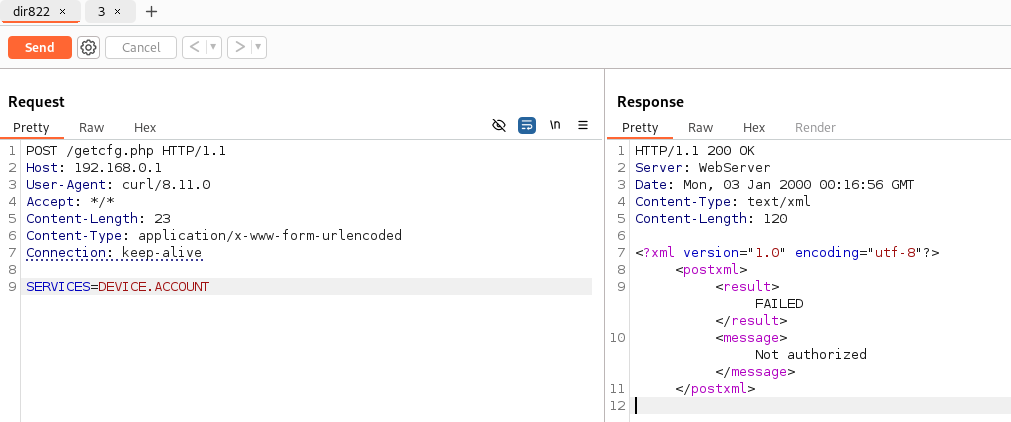 dir822 × 3 × +
Send Cancel < ▾ > ▾
Request
Pretty Raw Hex \n ≡
1 POST /getcfg.php HTTP/1.1
2 Host: 192.168.0.1
3 User-Agent: curl/8.11.0
4 Accept: */*
5 Content-Length: 23
6 Content-Type: application/x-www-form-urlencoded
7 Connection: keep-alive
8
9 SERVICES=DEVICE.ACCOUNT
Response
Pretty Raw Hex Render
1 HTTP/1.1 200 OK
2 Server: WebServer
3 Date: Mon, 03 Jan 2000 00:16:56 GMT
4 Content-Type: text/xml
5 Content-Length: 120
6
7 <?xml version="1.0" encoding="utf-8"?>
8 <postxml>
9 <result>
FAILED
</result>
10 <message>
Not authorized
</message>
11 </postxml>
12